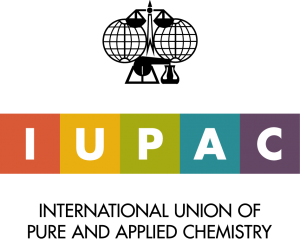 IUPAC
INTERNATIONAL UNION OF
PURE AND APPLIED CHEMISTRY